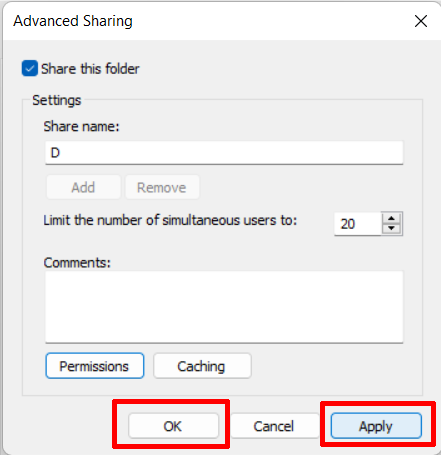 Advanced Sharing
Share this folder
Settings
Share name:
D
Add Remove
Limit the number of simultaneous users to: 20
Comments:
Permissions Caching
OK Cancel Apply